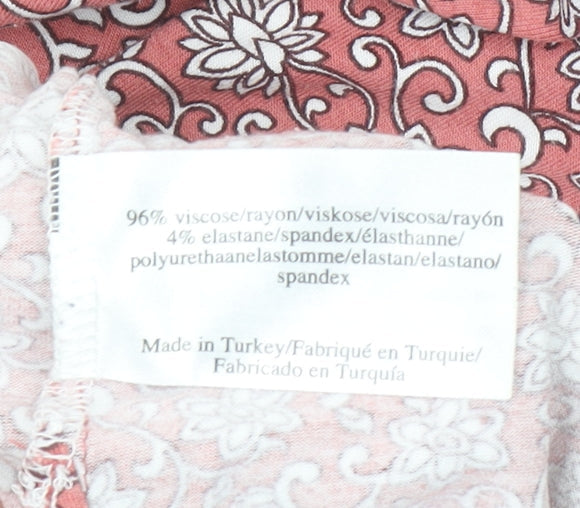 96% viscose/rayon/viskose/viscosa/rayón
4% elastane/spandex/élasthanne/
polyurethaanelastomme/elastan/elastano/
spandex
Made in Turkey/Fabriqué en Turquie/
Fabricado en Turquía